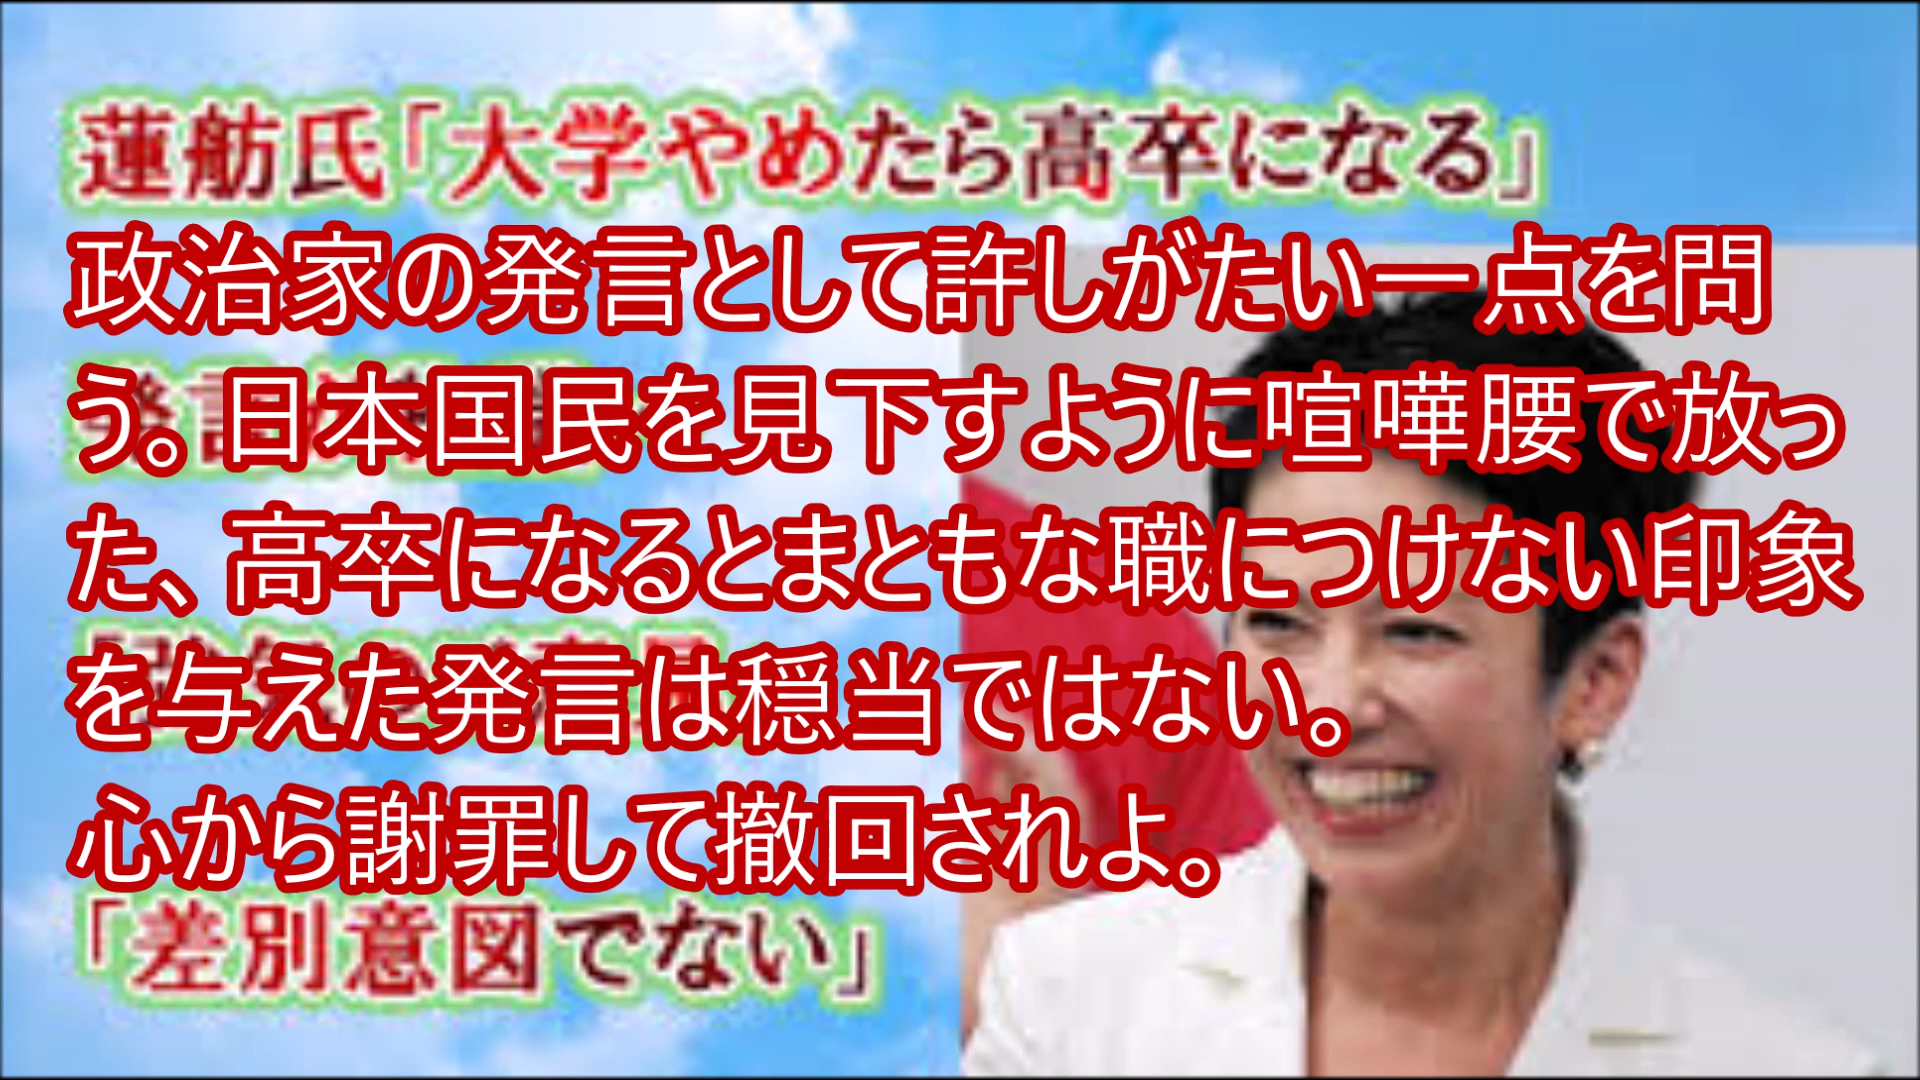 蓮舫氏「大学やめたら高卒になる」
政治家の発言として許しがたい一点を問
う。日本国民を見下すように喧嘩腰で放っ
た、高卒になるとまともな職につけない印象
を与えた発言は穏当ではない。
心から謝罪して撤回されよ。
「差別意図でない」